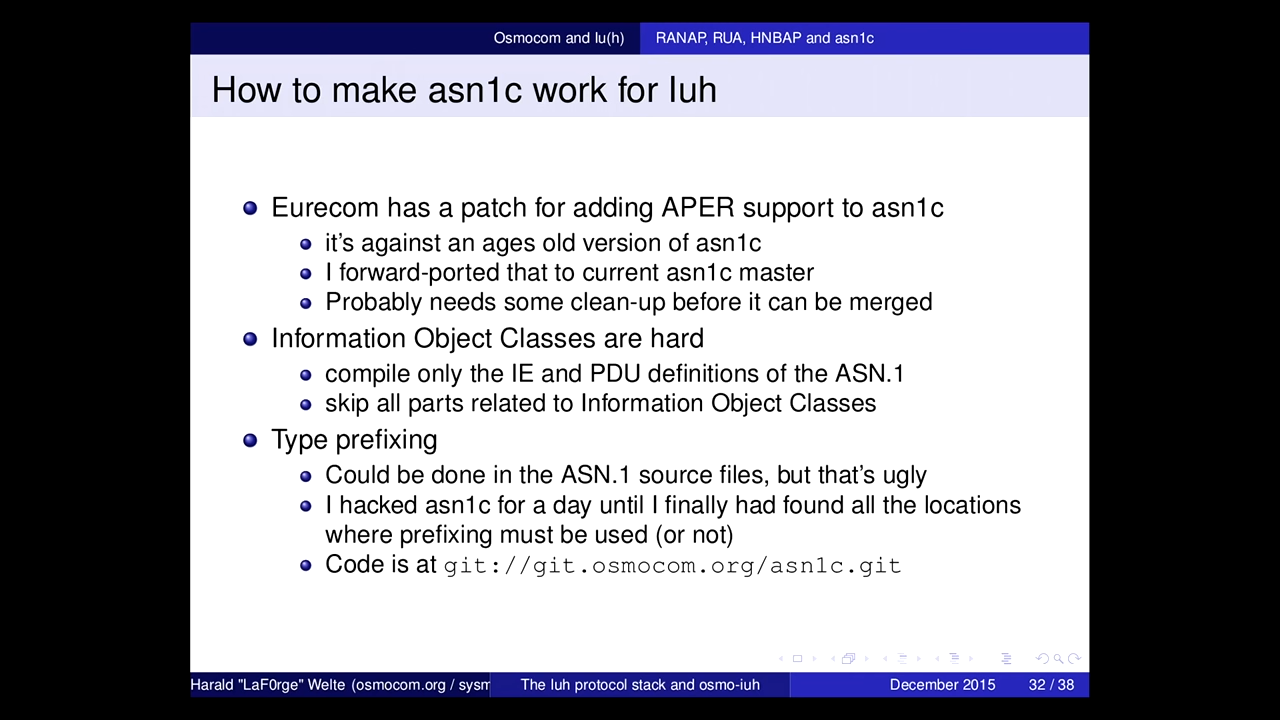 Osmocom and Iu(h) RANAP, RUA, HNBAP and asn1c
How to make asn1c work for Iuh
Eurecom has a patch for adding APER support to asn1c
it's against an ages old version of asn1c
I forward-ported that to current asn1c master
Probably needs some clean-up before it can be merged
Information Object Classes are hard
compile only the IE and PDU definitions of the ASN.1
skip all parts related to Information Object Classes
Type prefixing
Could be done in the ASN.1 source files, but that's ugly
I hacked asn1c for a day until I finally had found all the locations
where prefixing must be used (or not)
Code is at git://git.osmocom.org/asn1c.git
Harald "LaF0rge" Welte (osmocom.org / sysm The Iuh protocol stack and osmo-iuh December 2015 32 / 38